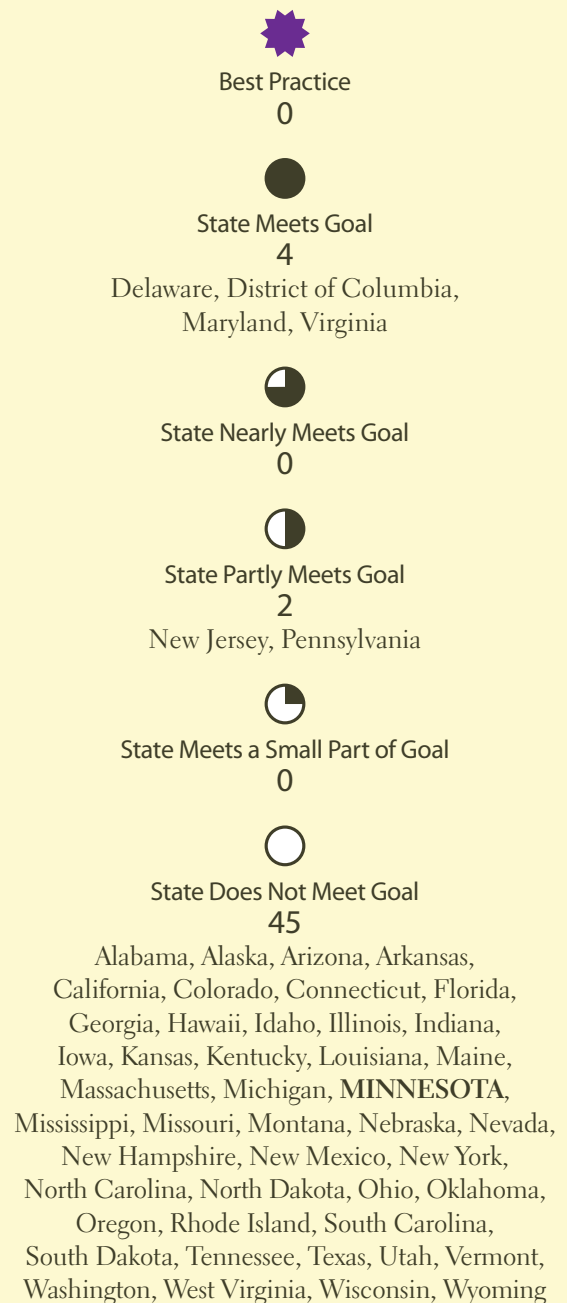 Best Practice
0
State Meets Goal
4
Delaware, District of Columbia,
Maryland, Virginia
State Nearly Meets Goal
0
State Partly Meets Goal
2
New Jersey, Pennsylvania
State Meets a Small Part of Goal
0
State Does Not Meet Goal
45
Alabama, Alaska, Arizona, Arkansas,
California, Colorado, Connecticut, Florida,
Georgia, Hawaii, Idaho, Illinois, Indiana,
Iowa, Kansas, Kentucky, Louisiana, Maine,
Massachusetts, Michigan, MINNESOTA,
Mississippi, Missouri, Montana, Nebraska, Nevada,
New Hampshire, New Mexico, New York,
North Carolina, North Dakota, Ohio, Oklahoma,
Oregon, Rhode Island, South Carolina,
South Dakota, Tennessee, Texas, Utah, Vermont,
Washington, West Virginia, Wisconsin, Wyoming